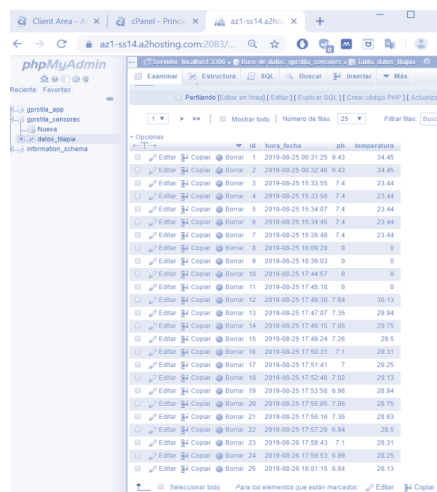 Client Area - A
cPanel - Princip
az1-ss14.a2hos
az1-ss14.a2hosting.com:2083/...
phpMyAdmin
Reciente Favoritas
gprstila_app
gprstila_sensores
Nueva
datos_tilapia
information_schema
Servidor: localhost:3306 » Base de datos: gprstila_sensores » Tabla: datos_tilapia
Examinar Estructura SQL Buscar Insertar Más
Perfilando [Editar en línea] [ Editar ] [ Explicar SQL ] [ Crear código PHP ] [ Actualiza
1 > >> Mostrar todo Número de filas: 25 Filtrar filas: Busc
Opciones
id hora_fecha ph temperatura
Editar Copiar Borrar 1 2019-08-25 00:31:25 9.43 34.45
Editar Copiar Borrar 2 2019-08-25 00:32:46 9.43 34.45
Editar Copiar Borrar 3 2019-08-25 15:33:55 7.4 23.44
Editar Copiar Borrar 4 2019-08-25 15:33:58 7.4 23.44
Editar Copiar Borrar 5 2019-08-25 15:34:07 7.4 23.44
Editar Copiar Borrar 6 2019-08-25 15:34:45 7.4 23.44
Editar Copiar Borrar 7 2019-08-25 15:35:48 7.4 23.44
Editar Copiar Borrar 8 2019-08-25 16:09:20 0 0
Editar Copiar Borrar 9 2019-08-25 16:39:03 0 0
Editar Copiar Borrar 10 2019-08-25 17:44:57 0 0
Editar Copiar Borrar 11 2019-08-25 17:45:18 0 0
Editar Copiar Borrar 12 2019-08-25 17:46:30 7.84 30.13
Editar Copiar Borrar 13 2019-08-25 17:47:07 7.35 29.94
Editar Copiar Borrar 14 2019-08-25 17:48:15 7.05 29.75
Editar Copiar Borrar 15 2019-08-25 17:49:24 7.26 29.5
Editar Copiar Borrar 16 2019-08-25 17:50:31 7.1 29.31
Editar Copiar Borrar 17 2019-08-25 17:51:41 7 29.25
Editar Copiar Borrar 18 2019-08-25 17:52:48 7.02 29.13
Editar Copiar Borrar 19 2019-08-25 17:53:58 6.98 28.94
Editar Copiar Borrar 20 2019-08-25 17:55:05 7.05 28.75
Editar Copiar Borrar 21 2019-08-25 17:56:16 7.36 28.63
Editar Copiar Borrar 22 2019-08-25 17:57:29 6.94 28.5
Editar Copiar Borrar 23 2019-08-26 17:58:43 7.1 28.31
Editar Copiar Borrar 24 2019-08-26 17:59:53 6.99 28.25
Editar Copiar Borrar 25 2019-08-26 18:01:15 6.84 28.13
Seleccionar todo Para los elementos que están marcados: Editar Copiar